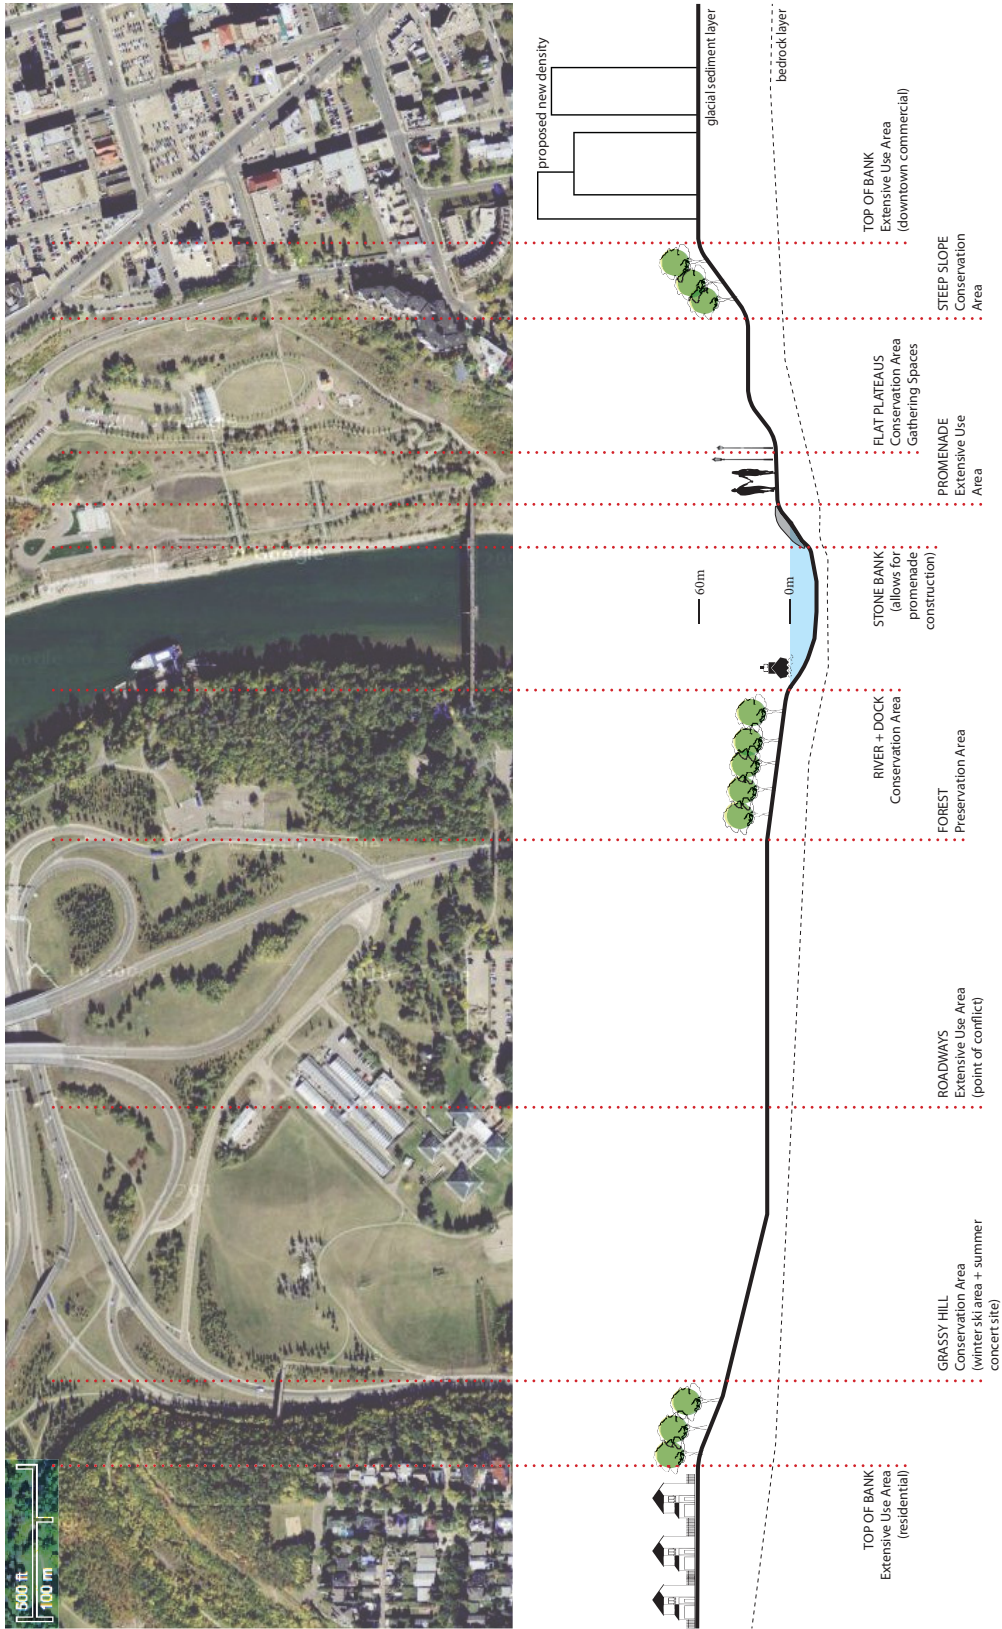 500 ft
100 m
Google
proposed new density
glacial sediment layer
bedrock layer
60m
0m
TOP OF BANK
Extensive Use Area
(residential)
GRASSY HILL
Conservation Area
(winter ski area + summer
concert site)
ROADWAYS
Extensive Use Area
(point of conflict)
FOREST
Preservation Area
RIVER + DOCK
Conservation Area
STONE BANK
(allows for
promenade
construction)
PROMENADE
Extensive Use
Area
FLAT PLATEAUS
Conservation Area
Gathering Spaces
STEEP SLOPE
Conservation
Area
TOP OF BANK
Extensive Use Area
(downtown commercial)